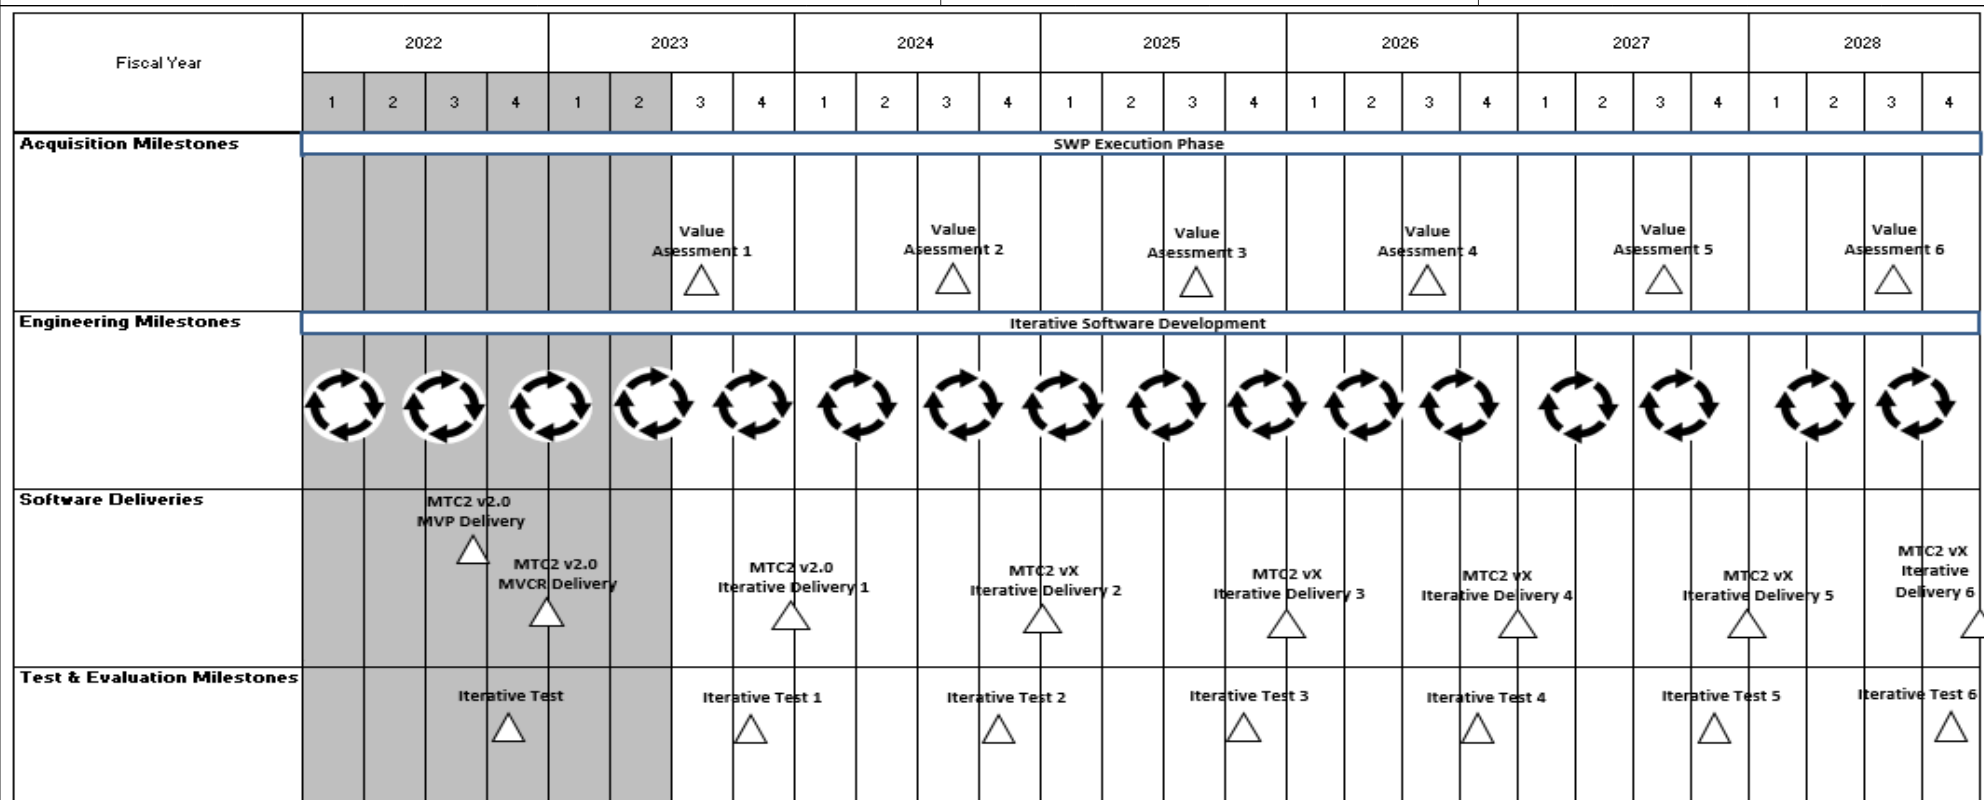 Fiscal Year
2022 2023 2024 2025 2026 2027 2028
1 2 3 4 1 2 3 4 1 2 3 4 1 2 3 4 1 2 3 4 1 2 3 4 1 2 3 4
Acquisition Milestones
SWP Execution Phase
Value
Asessment 1
Value
Asessment 2
Value
Asessment 3
Value
Asessment 4
Value
Asessment 5
Value
Asessment 6
Engineering Milestones
Iterative Software Development
Software Deliveries
MTC2 v2.0
MVP Delivery
MTC2 v2.0
MVCR Delivery
MTC2 v2.0
Iterative Delivery 1
MTC2 vX
Iterative Delivery 2
MTC2 vX
Iterative Delivery 3
MTC2 vX
Iterative Delivery 4
MTC2 vX
Iterative Delivery 5
MTC2 vX
Iterative
Delivery 6
Test & Evaluation Milestones
Iterative Test
Iterative Test 1
Iterative Test 2
Iterative Test 3
Iterative Test 4
Iterative Test 5
Iterative Test 6